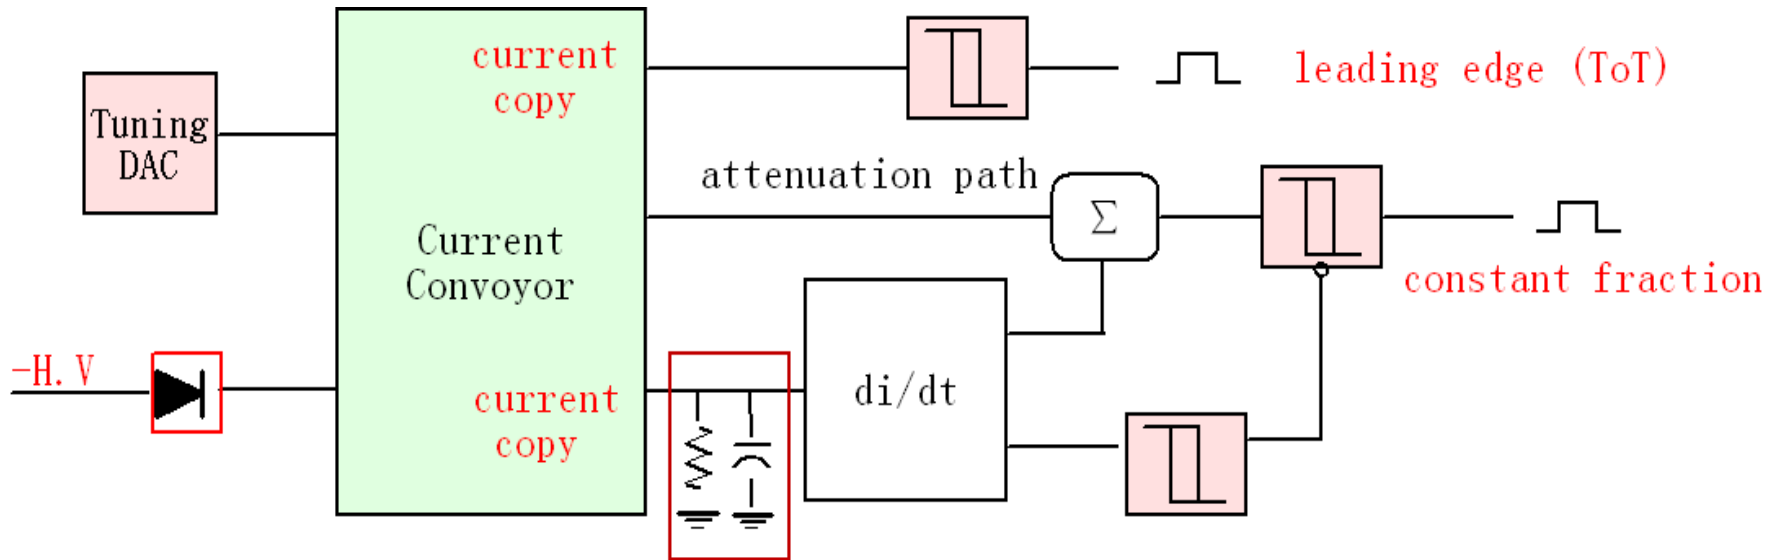 current
copy
leading edge (ToT)
Tuning
DAC
attenuation path
Σ
Current
Convoyor
constant fraction
-H.V
di/dt
current
copy